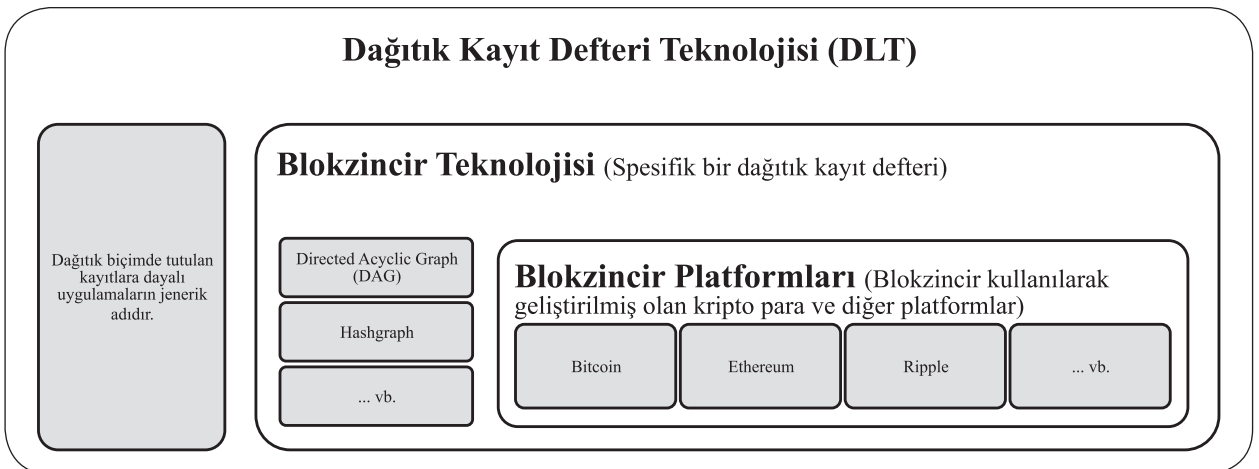 Dağıtık Kayıt Defteri Teknolojisi (DLT)
Dağıtık biçimde tutulan
kayıtlara dayalı
uygulamaların jenerik
adıdır.
Blokzincir Teknolojisi (Spesifik bir dağıtık kayıt defteri)
Directed Acyclic Graph
(DAG)
Hashgraph
... vb.
Blokzincir Platformları (Blokzincir kullanılarak
geliştirilmiş olan kripto para ve diğer platformlar)
Bitcoin
Ethereum
Ripple
... vb.